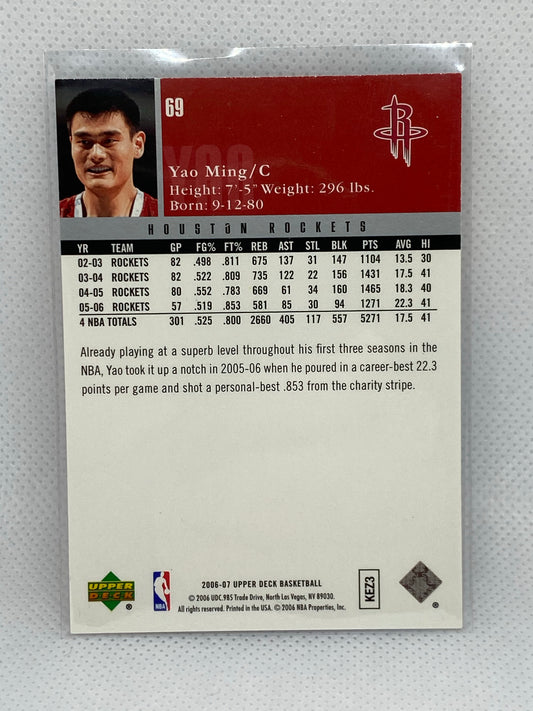 69
YAO
Yao Ming/C
Height: 7'-5" Weight: 296 lbs.
Born: 9-12-80
R
HOUSTON ROCKETS
YR TEAM GP FG% FT% REB AST STL BLK PTS AVG HI
02-03 ROCKETS 82 .498 .811 675 137 31 147 1104 13.5 30
03-04 ROCKETS 82 .522 .809 735 122 22 156 1431 17.5 41
04-05 ROCKETS 80 .552 .783 669 61 34 160 1465 18.3 40
05-06 ROCKETS 57 .519 .853 581 85 30 94 1271 22.3 41
4 NBA TOTALS 301 .525 .800 2660 405 117 557 5271 17.5 41
Already playing at a superb level throughout his first three seasons in the
NBA, Yao took it up a notch in 2005-06 when he poured in a career-best 22.3
points per game and shot a personal-best .853 from the charity stripe.
UPPER
DECK ®
NBA
2006-07 UPPER DECK BASKETBALL
© 2006 UDC. 985 Trade Drive, North Las Vegas, NV 89030.
All rights reserved. Printed in the USA. © 2006 NBA Properties, Inc.
KEZ3
®